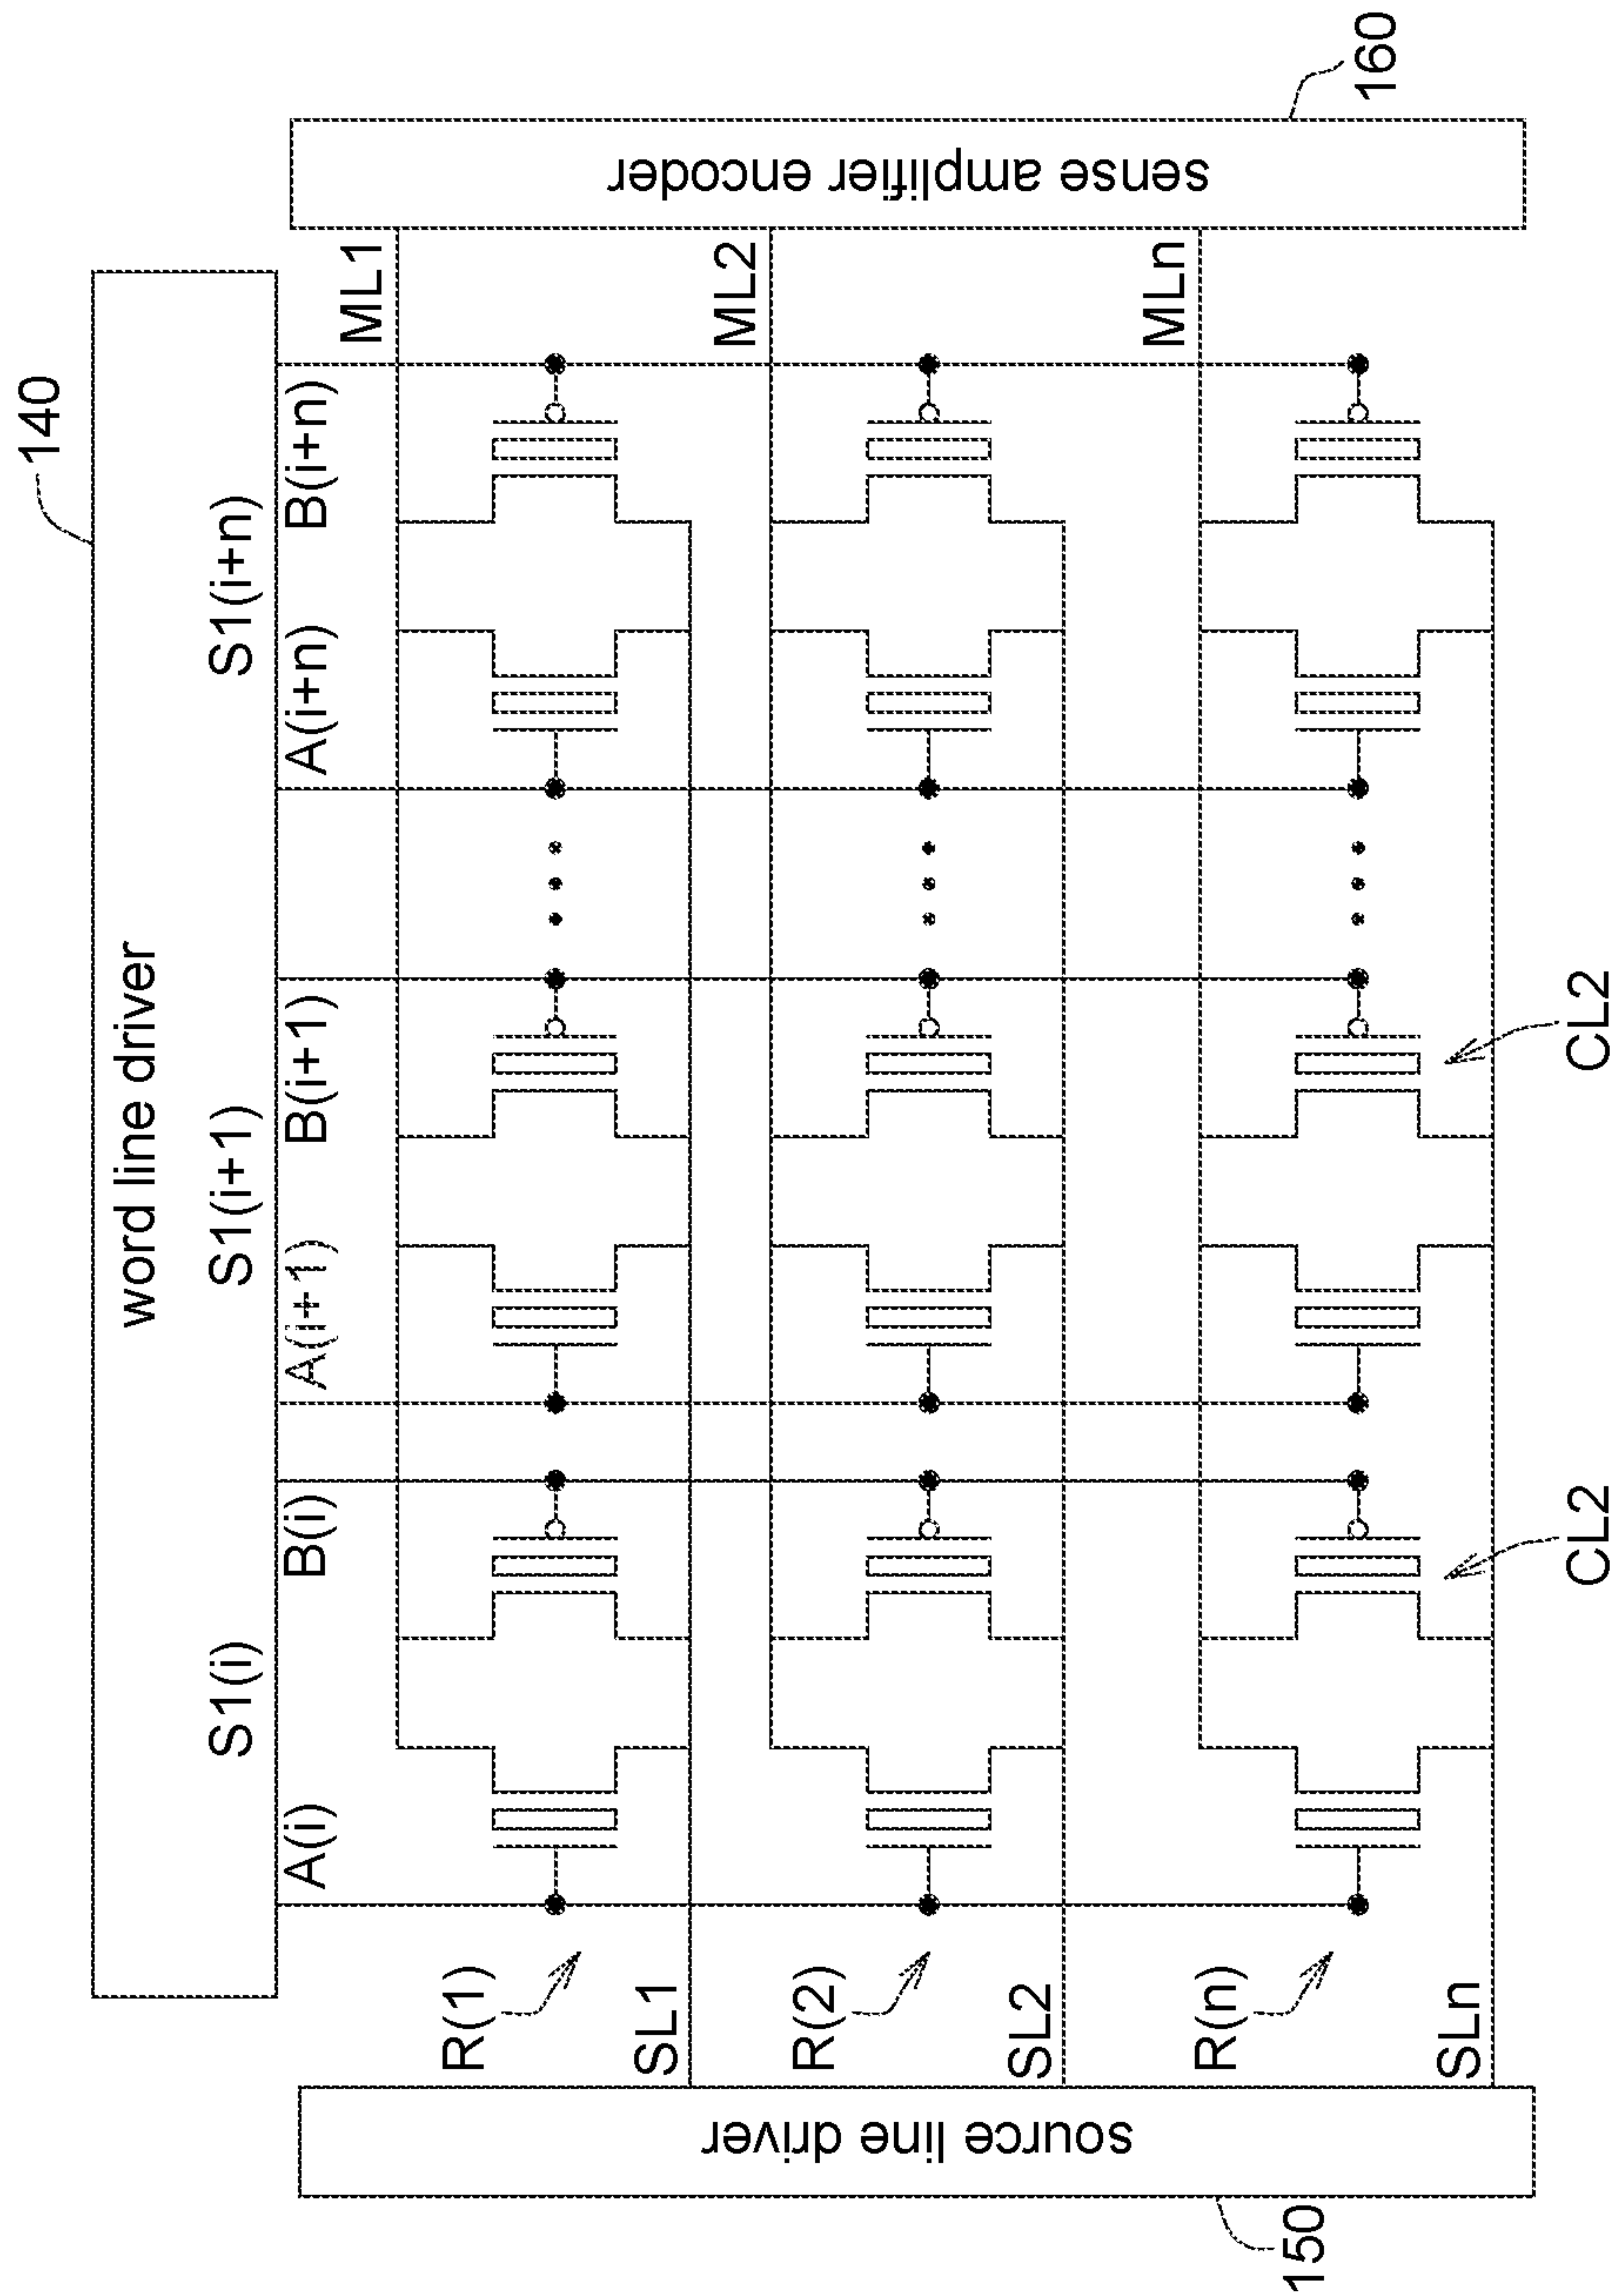 140
word line driver
S1(i) S1(i+1) S1(i+n)
A(i) B(i) A(i+1) B(i+1) A(i+n) B(i+n)
ML1
R(1)
SL1
ML2
R(2)
SL2
MLn
R(n)
SLn
source line driver
150
sense amplifier encoder
160
CL2 CL2